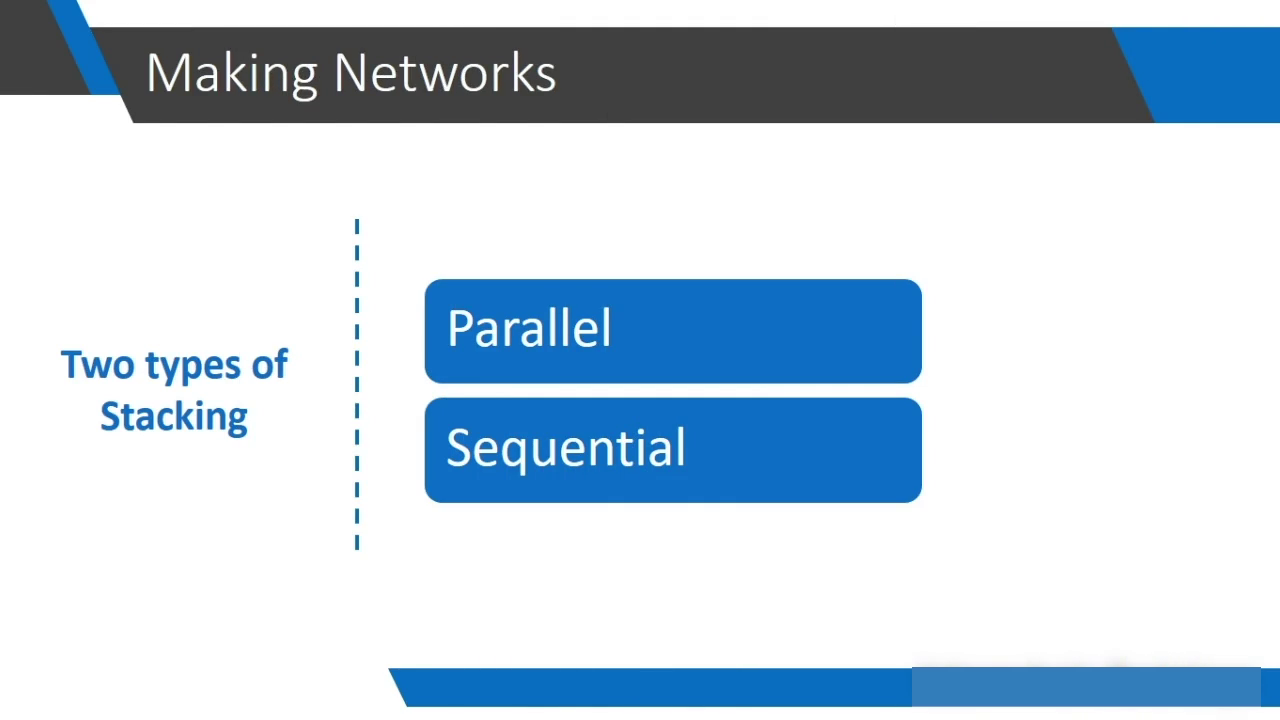 Making Networks
Two types of
Stacking
Parallel
Sequential